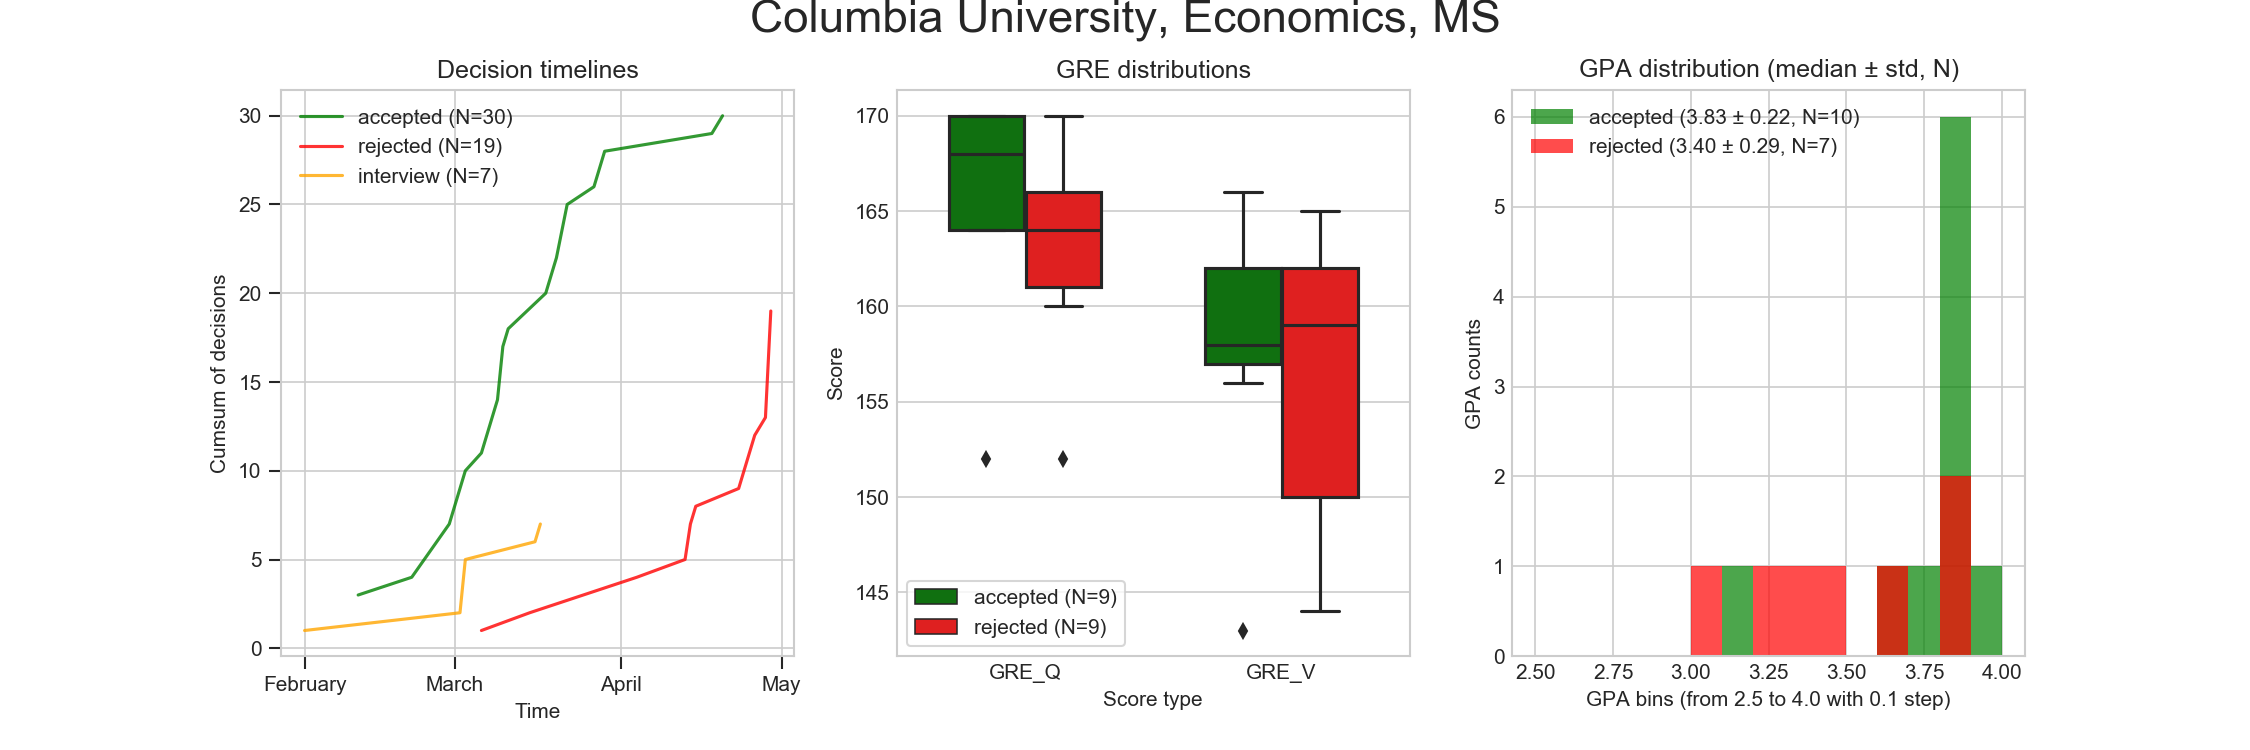 Columbia University, Economics, MS
Decision timelines
accepted (N=30)
rejected (N=19)
interview (N=7)
30
25
20
15
10
5
0
Cumsum of decisions
February March April May
Time
GRE distributions
170
165
160
155
150
145
Score
accepted (N=9)
rejected (N=9)
GRE_Q GRE_V
Score type
GPA distribution (median ± std, N)
accepted (3.83 ± 0.22, N=10)
rejected (3.40 ± 0.29, N=7)
6
5
4
3
2
1
0
GPA counts
2.50 2.75 3.00 3.25 3.50 3.75 4.00
GPA bins (from 2.5 to 4.0 with 0.1 step)